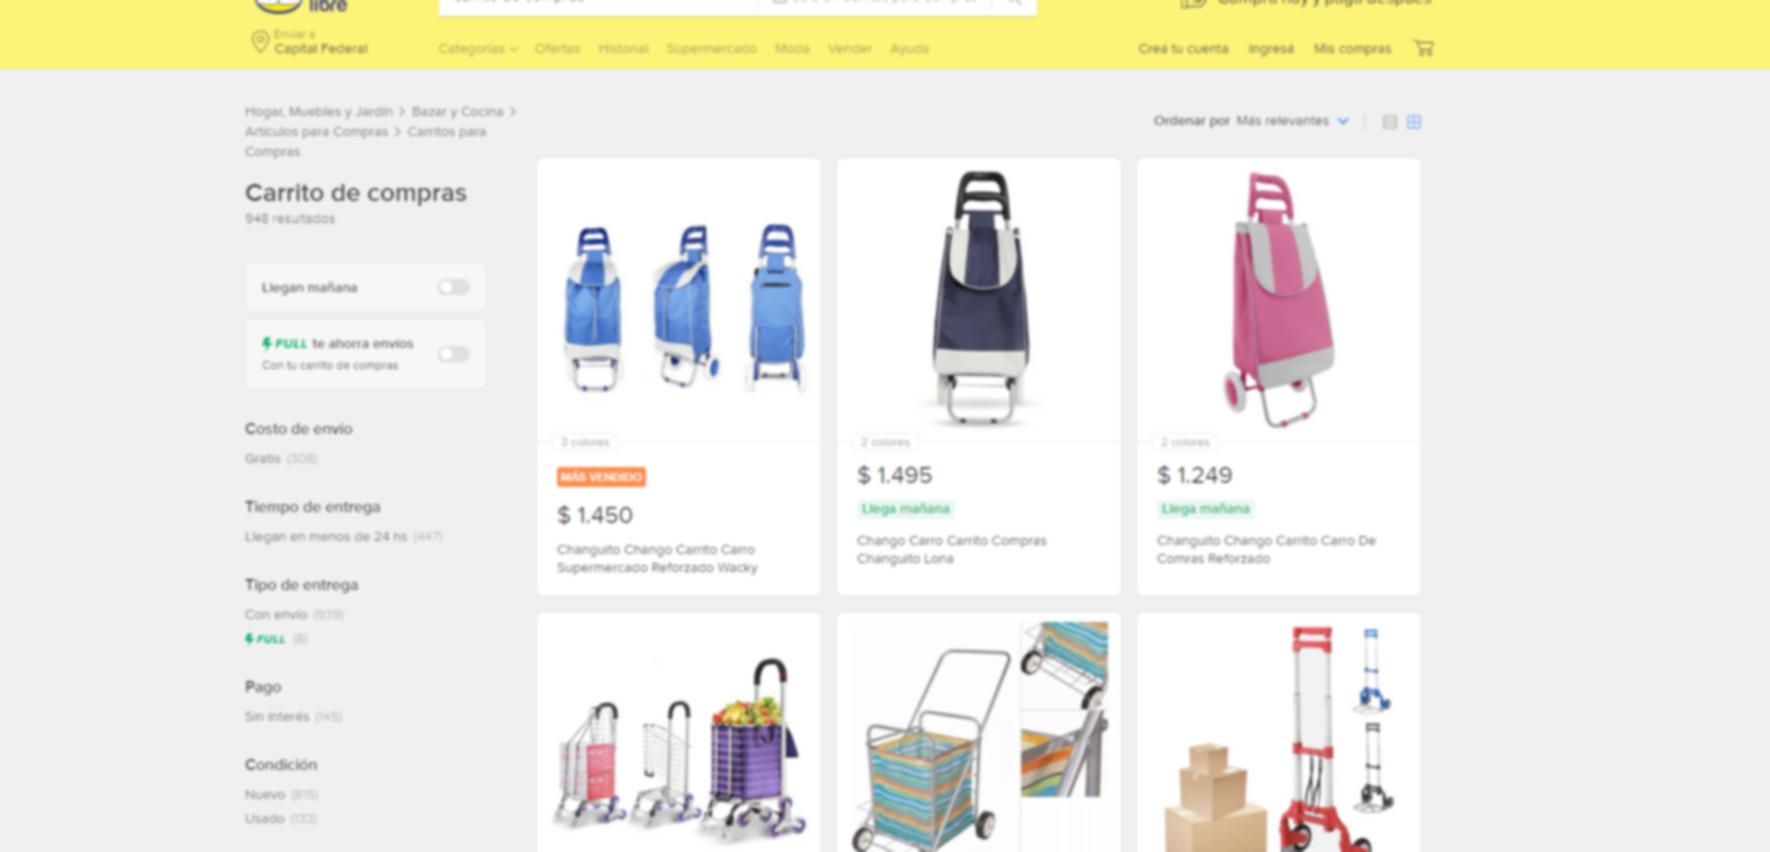 libre
Enviar a
Capital Federal
Categorías Ofertas Historial Supermercado Moda Vender Ayuda
Creá tu cuenta Ingresá Mis compras
Hogar, Muebles y Jardín > Bazar y Cocina >
Artículos para Compras > Carritos para
Compras
Ordenar por Más relevantes
Carrito de compras
948 resultados
Llegan mañana
FULL te ahorra envíos
Con tu carrito de compras
Costo de envío
Gratis (308)
Tiempo de entrega
Llegan en menos de 24 hs (447)
Tipo de entrega
Con envío (939)
FULL (8)
Pago
Sin interés (145)
Condición
Nuevo (815)
Usado (133)
3 colores
MÁS VENDIDO
$ 1.450
Changuito Chango Carrito Carro
Supermercado Reforzado Wacky
2 colores
$ 1.495
Llega mañana
Chango Carro Carrito Compras
Changuito Lona
2 colores
$ 1.249
Llega mañana
Changuito Chango Carrito Carro De
Comras Reforzado